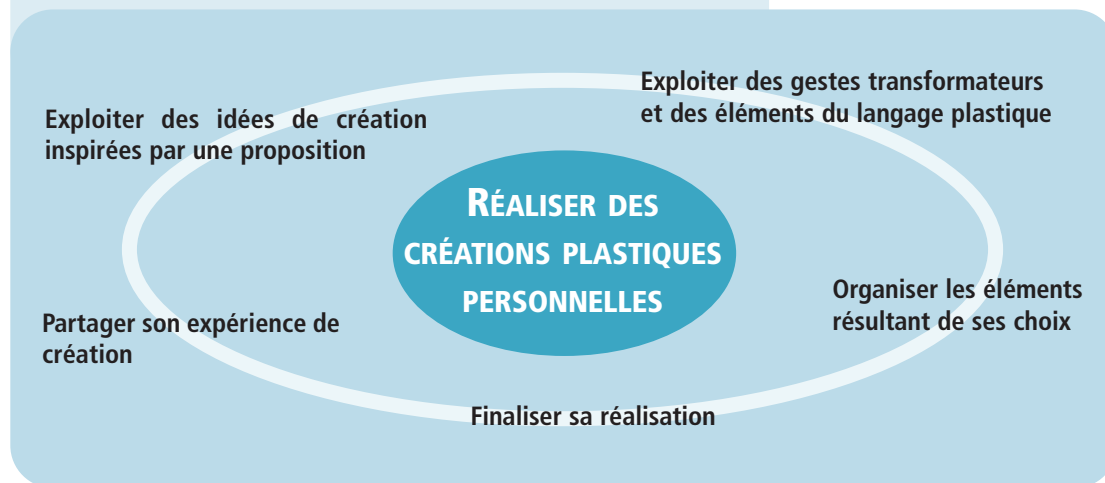 Exploiter des gestes transformateurs
et des éléments du langage plastique
Exploiter des idées de création
inspirées par une proposition
RÉALISER DES
CRÉATIONS PLASTIQUES
PERSONNELLES
Organiser les éléments
résultant de ses choix
Partager son expérience de
création
Finaliser sa réalisation